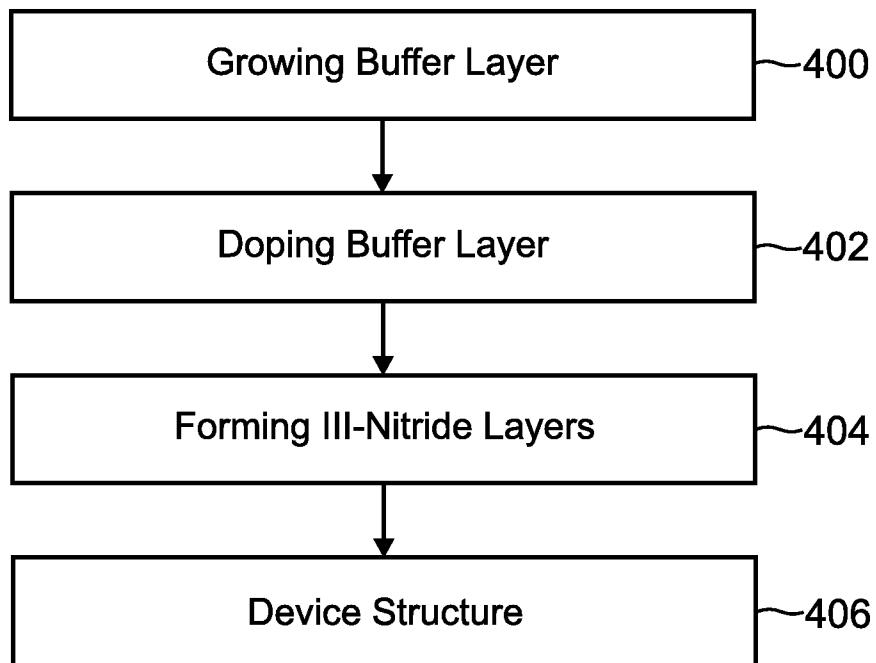 Growing Buffer Layer 400
Doping Buffer Layer 402
Forming III-Nitride Layers 404
Device Structure 406